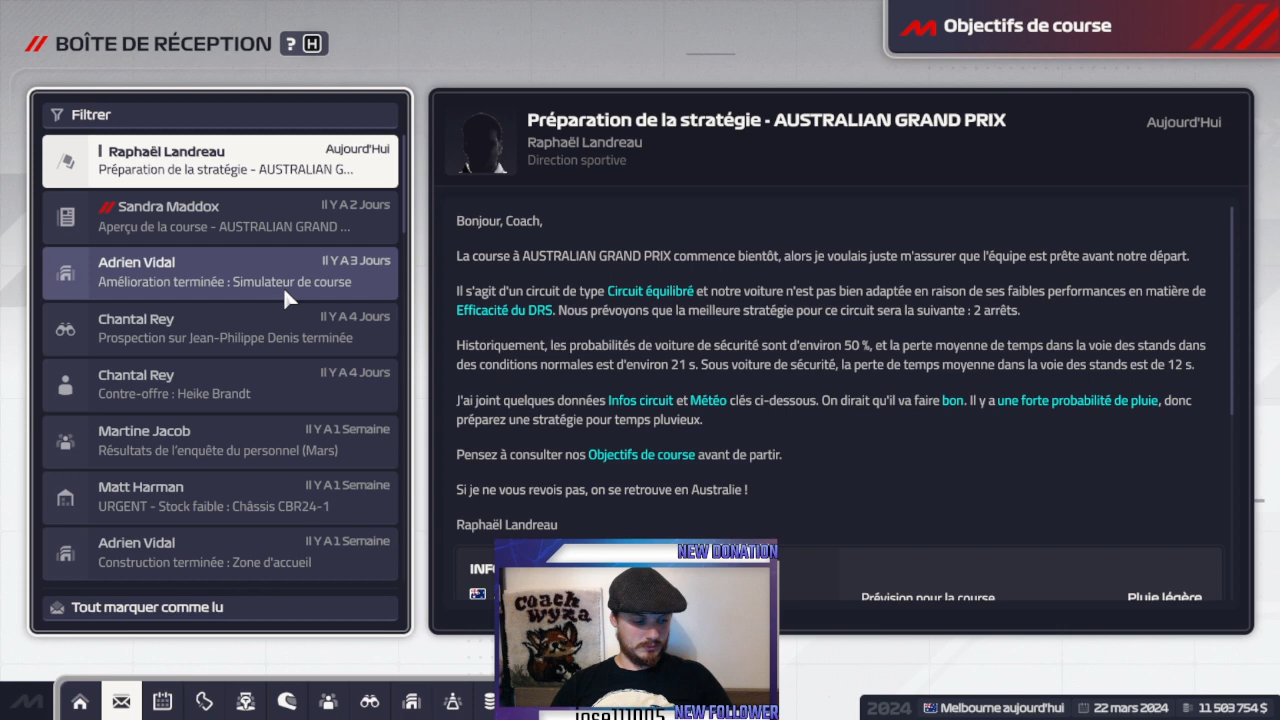 BOÎTE DE RÉCEPTION ? H
Objectifs de course
Filtrer
Raphaël Landreau Aujourd'Hui
Préparation de la stratégie - AUSTRALIAN G...
Sandra Maddox Il Y A 2 Jours
Aperçu de la course - AUSTRALIAN GRAND ...
Adrien Vidal Il Y A 3 Jours
Amélioration terminée : Simulateur de course
Chantal Rey Il Y A 4 Jours
Prospection sur Jean-Philippe Denis terminée
Chantal Rey Il Y A 4 Jours
Contre-offre : Heike Brandt
Martine Jacob Il Y A 1 Semaine
Résultats de l'enquête du personnel (Mars)
Matt Harman Il Y A 1 Semaine
URGENT - Stock faible : Châssis CBR24-1
Adrien Vidal Il Y A 1 Semaine
Construction terminée : Zone d'accueil
Tout marquer comme lu
Préparation de la stratégie - AUSTRALIAN GRAND PRIX Aujourd'Hui
Raphaël Landreau
Direction sportive
Bonjour, Coach,
La course à AUSTRALIAN GRAND PRIX commence bientôt, alors je voulais juste m'assurer que l'équipe est prête avant notre départ.
Il s'agit d'un circuit de type Circuit équilibré et notre voiture n'est pas bien adaptée en raison de ses faibles performances en matière de
Efficacité du DRS. Nous prévoyons que la meilleure stratégie pour ce circuit sera la suivante : 2 arrêts.
Historiquement, les probabilités de voiture de sécurité sont d'environ 50 %, et la perte moyenne de temps dans la voie des stands dans
des conditions normales est d'environ 21 s. Sous voiture de sécurité, la perte de temps moyenne dans la voie des stands est de 12 s.
J'ai joint quelques données Infos circuit et Météo clés ci-dessous. On dirait qu'il va faire bon. Il y a une forte probabilité de pluie, donc
préparez une stratégie pour temps pluvieux.
Pensez à consulter nos Objectifs de course avant de partir.
Si je ne vous revois pas, on se retrouve en Australie !
Raphaël Landreau
NEW DONATION
Prévision pour la course Pluie légère
coach
wyza
NEW FOLLOWER
2024 Melbourne aujourd'hui 22 mars 2024 11 503 754 $